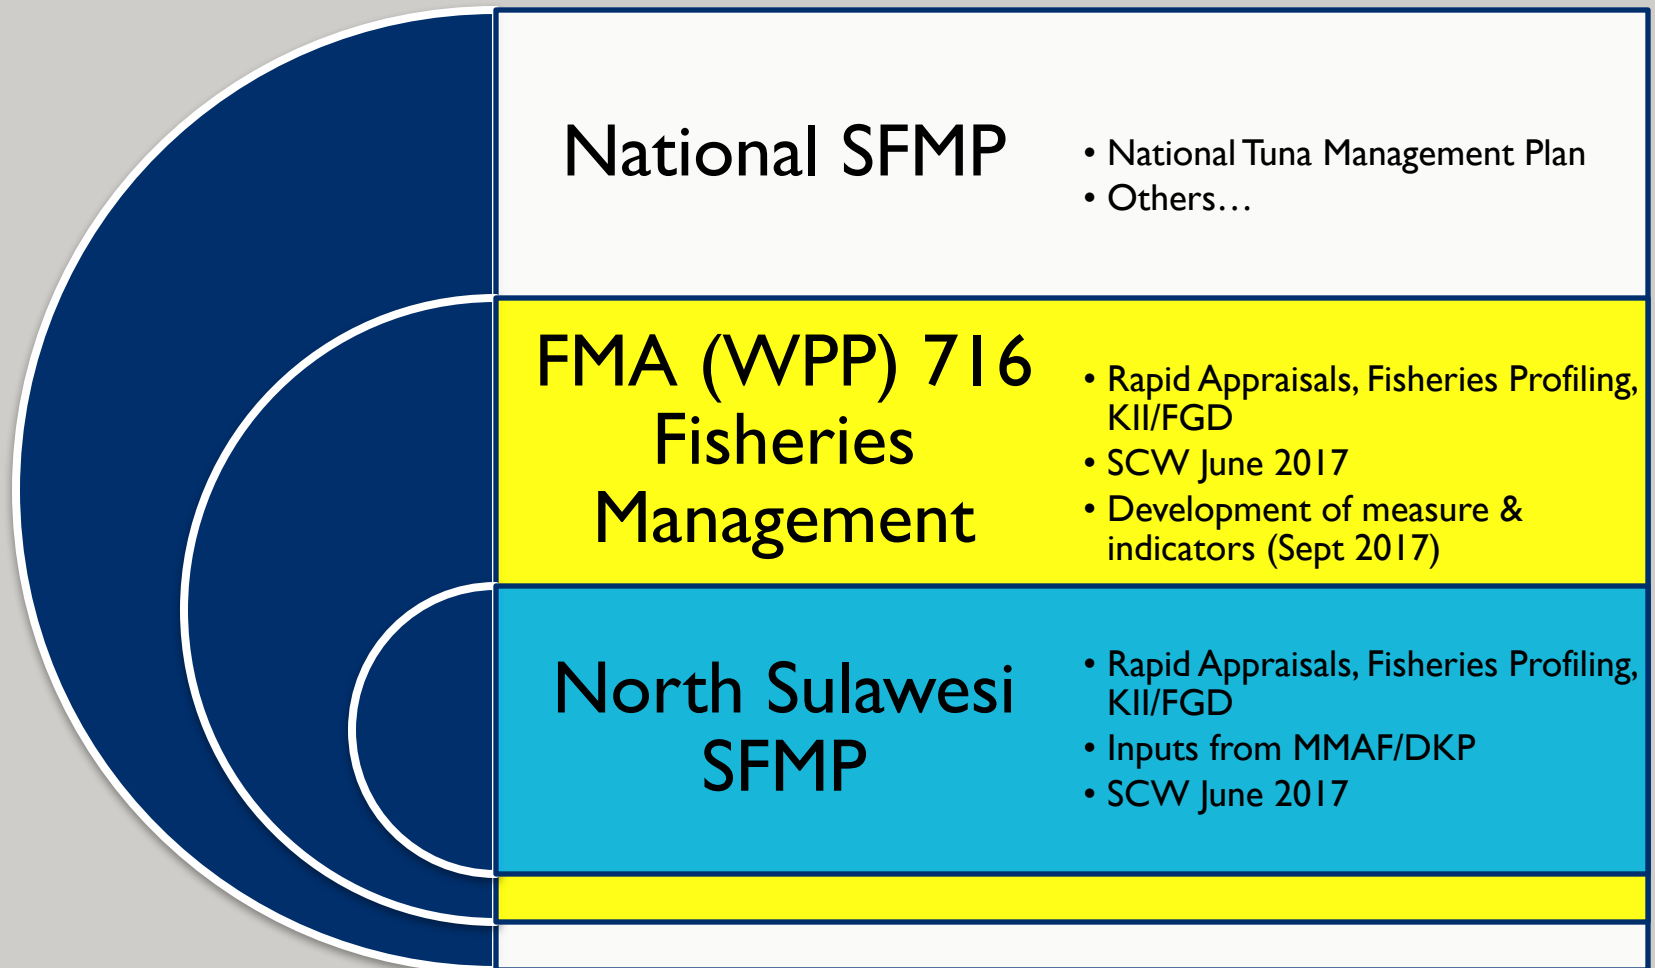 National SFMP
• National Tuna Management Plan
• Others…
FMA (WPP) 716
Fisheries
Management
• Rapid Appraisals, Fisheries Profiling,
KII/FGD
• SCW June 2017
• Development of measure &
indicators (Sept 2017)
North Sulawesi
SFMP
• Rapid Appraisals, Fisheries Profiling,
KII/FGD
• Inputs from MMAF/DKP
• SCW June 2017